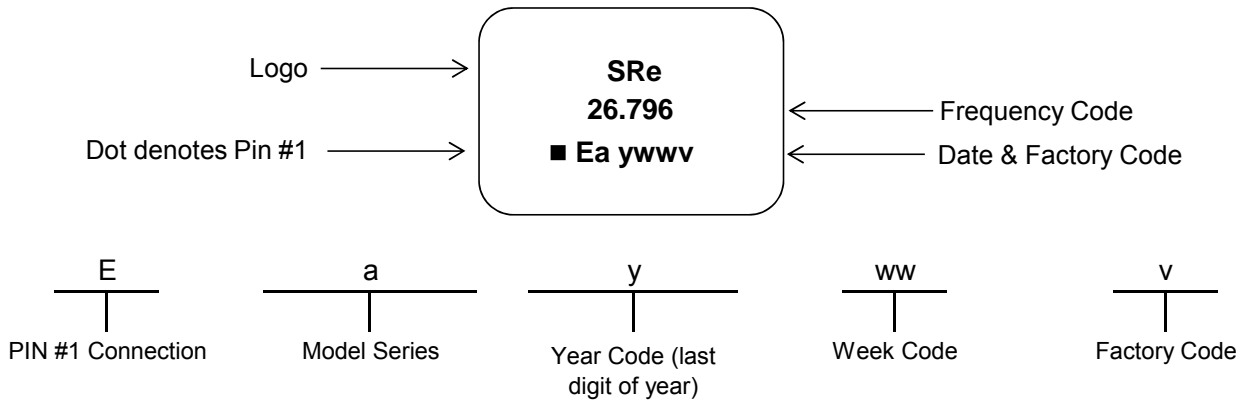 Logo
SRe
26.796
Frequency Code
Dot denotes Pin #1
■ Ea ywwv
Date & Factory Code
E
a
y
ww
v
PIN #1 Connection
Model Series
Year Code (last
digit of year)
Week Code
Factory Code